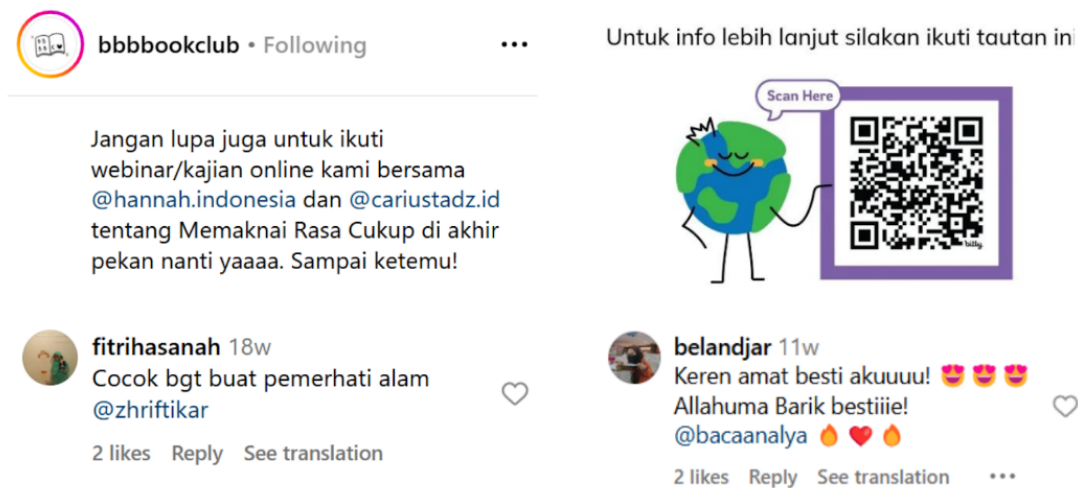 bbbbookclub • Following
Jangan lupa juga untuk ikuti
webinar/kajian online kami bersama
@hannah.indonesia dan @cariustadz.id
tentang Memaknai Rasa Cukup di akhir
pekan nanti yaaaa. Sampai ketemu!
fitrihasanah 18w
Cocok bgt buat pemerhati alam
@zhriftikar
2 likes Reply See translation
Untuk info lebih lanjut silakan ikuti tautan ini
Scan Here
bitly
belandjar 11w
Keren amat besti akuuuu! 😍 😍 😍
Allahuma Barik bestiiie!
@bacaanalya 🔥 ❤️ 🔥
2 likes Reply See translation